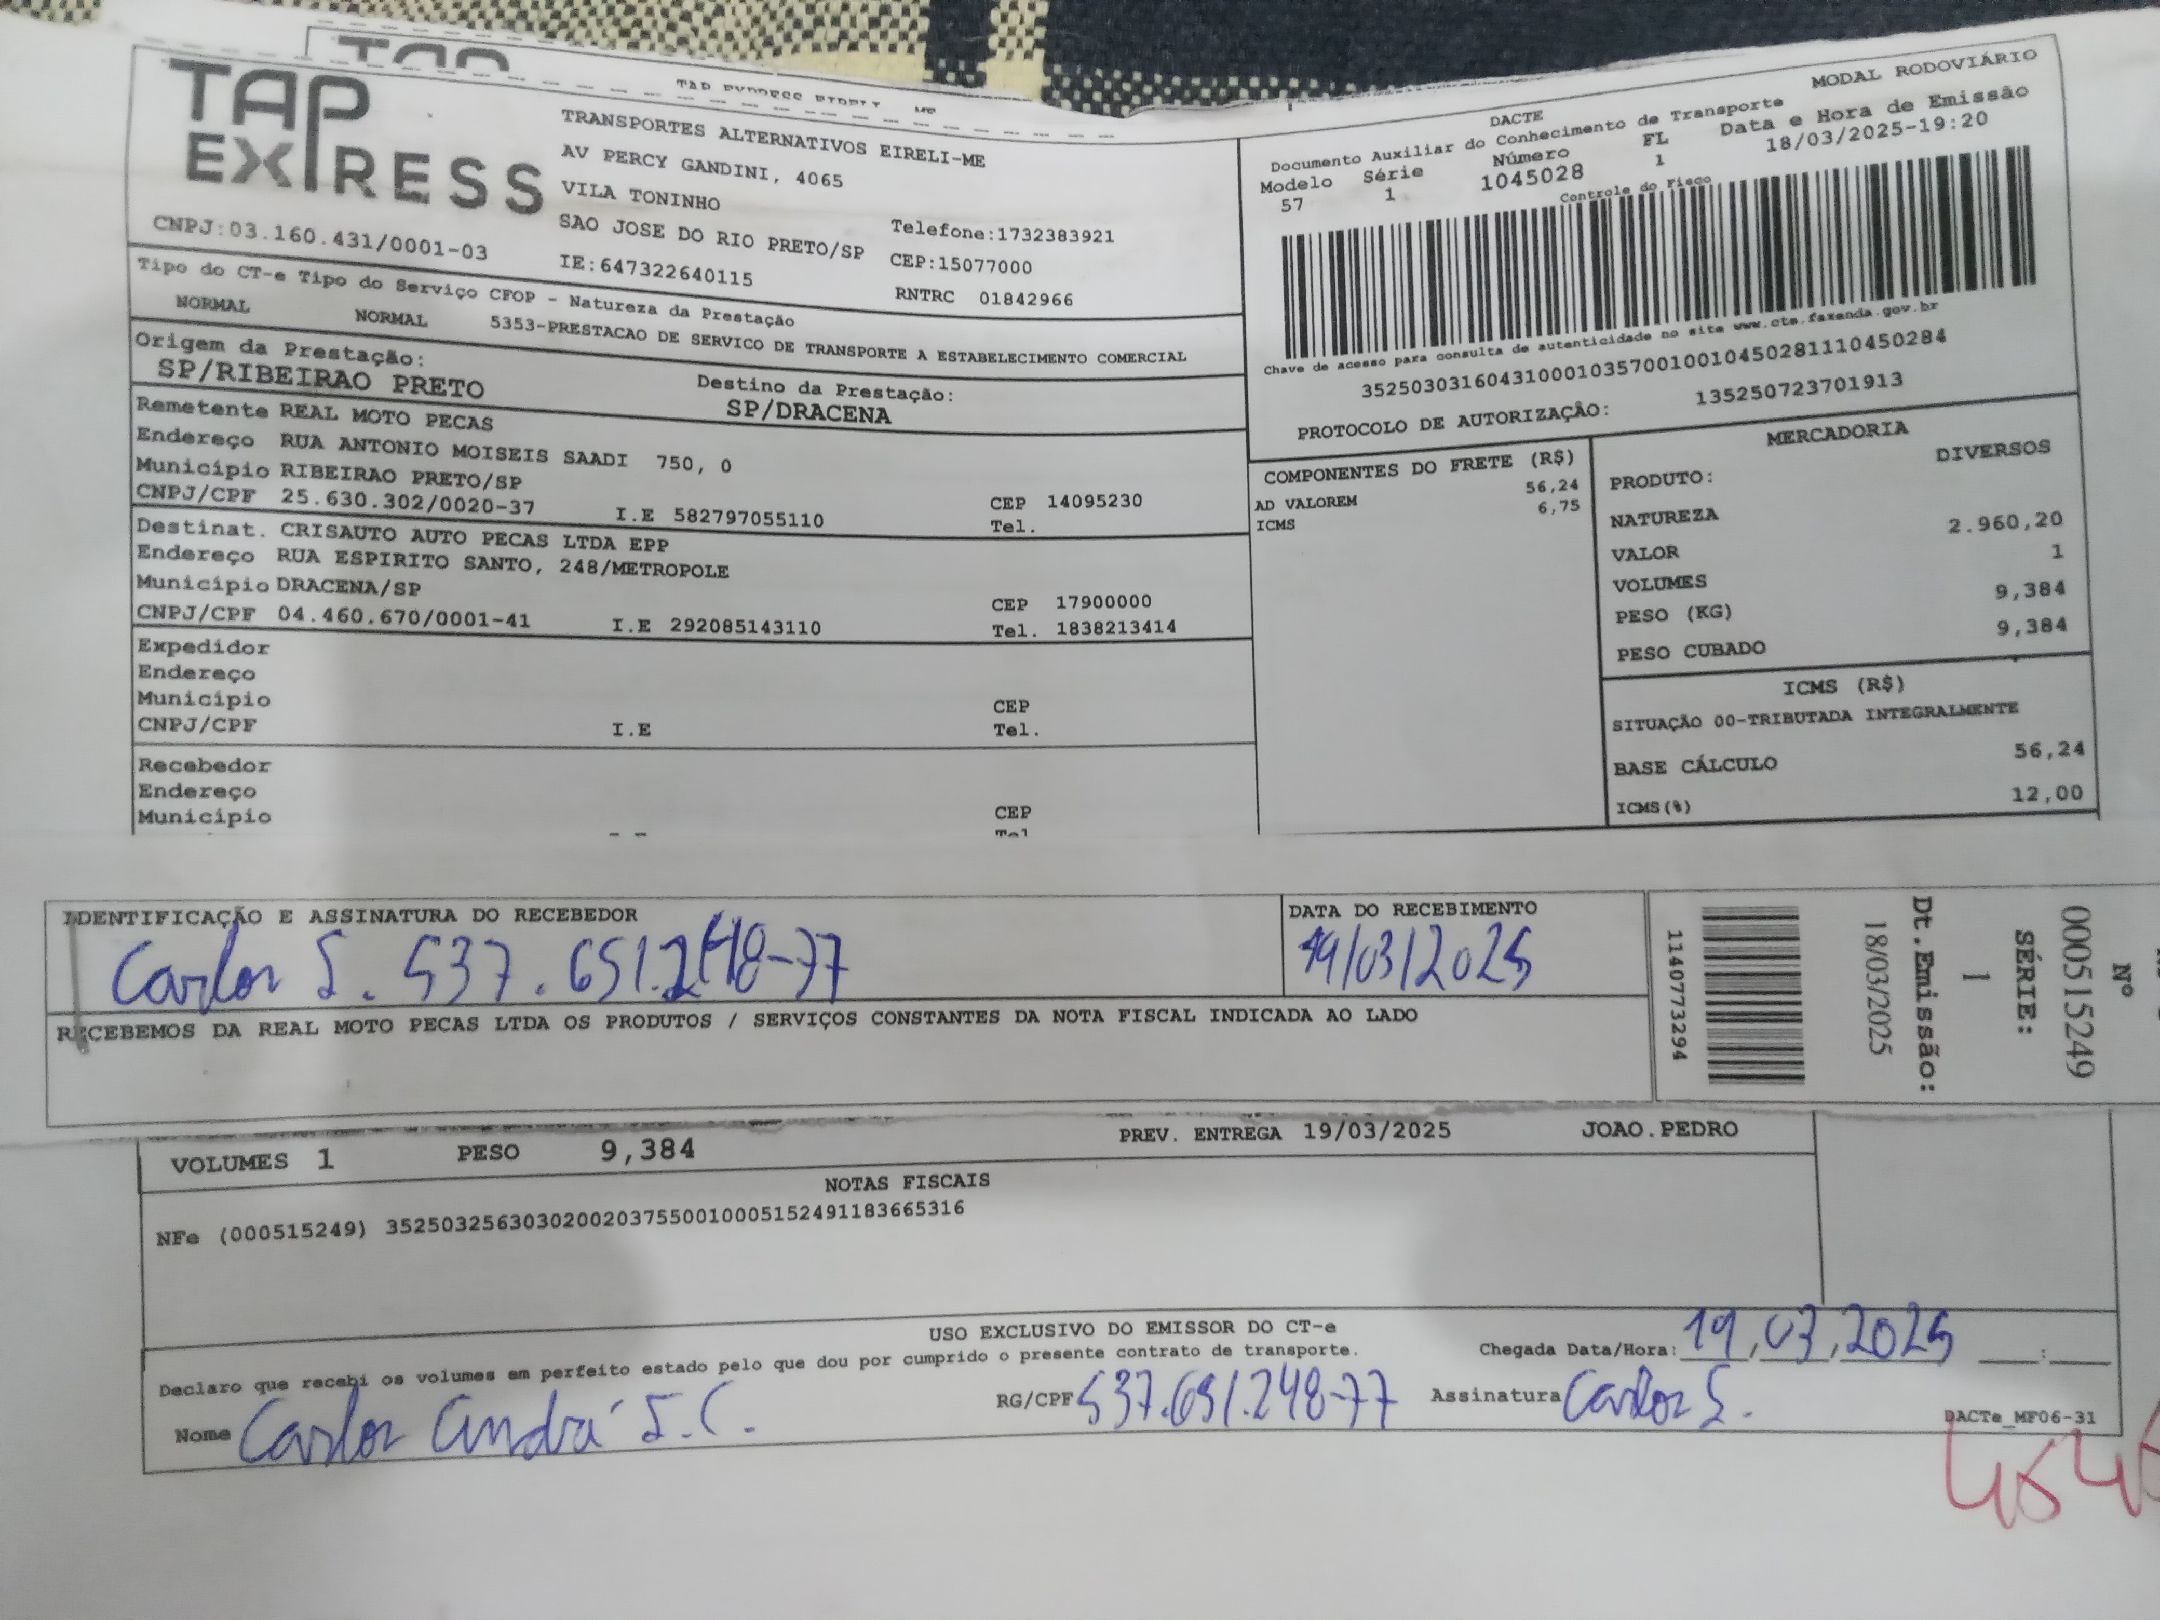 TAP
TAP EXPRESS EIRELI ME
TAP
EXPRESS
CNPJ:03.160.431/0001-03
TRANSPORTES ALTERNATIVOS EIRELI-ME
AV PERCY GANDINI, 4065
VILA TONINHO
SAO JOSE DO RIO PRETO/SP
IE:647322640115
Telefone:1732383921
CEP:15077000
RNTRC 01842966
DACTE
MODAL RODOVIÁRIO
Documento Auxiliar do Conhecimento de Transporte
Modelo Série Número FL Data e Hora de Emissão
57 1 1045028 1 18/03/2025-19:20
Controle do Fisco
Chave de acesso para consulta de autenticidade no site www.cte.fazenda.gov.br
35250303160431000103570010010450281110450284
PROTOCOLO DE AUTORIZAÇÃO: 135250723701913
Tipo do CT-e Tipo do Serviço CFOP - Natureza da Prestação
NORMAL NORMAL 5353-PRESTACAO DE SERVICO DE TRANSPORTE A ESTABELECIMENTO COMERCIAL
Origem da Prestação: Destino da Prestação:
SP/RIBEIRAO PRETO SP/DRACENA
Remetente REAL MOTO PECAS
Endereço RUA ANTONIO MOISEIS SAADI 750, 0
Município RIBEIRAO PRETO/SP CEP 14095230
CNPJ/CPF 25.630.302/0020-37 I.E 582797055110 Tel.
Destinat. CRISAUTO AUTO PECAS LTDA EPP
Endereço RUA ESPIRITO SANTO, 248/METROPOLE
Município DRACENA/SP CEP 17900000
CNPJ/CPF 04.460.670/0001-41 I.E 292085143110 Tel. 1838213414
Expedidor
Endereço
Município CEP
CNPJ/CPF I.E Tel.
Recebedor
Endereço
Município CEP
Tel
COMPONENTES DO FRETE (R$)
AD VALOREM 56,24
ICMS 6,75
MERCADORIA
PRODUTO: DIVERSOS
NATUREZA
VALOR 2.960,20
VOLUMES 1
PESO (KG) 9,384
PESO CUBADO 9,384
ICMS (R$)
SITUAÇÃO 00-TRIBUTADA INTEGRALMENTE
BASE CÁLCULO 56,24
ICMS(%) 12,00
IDENTIFICAÇÃO E ASSINATURA DO RECEBEDOR
Carlos S. 537.651.248-77
DATA DO RECEBIMENTO
19/03/2025
RECEBEMOS DA REAL MOTO PECAS LTDA OS PRODUTOS / SERVIÇOS CONSTANTES DA NOTA FISCAL INDICADA AO LADO
1140773294
Nº
000515249
SÉRIE:
1
Dt.Emissão:
18/03/2025
VOLUMES 1 PESO 9,384 PREV. ENTREGA 19/03/2025 JOAO.PEDRO
NOTAS FISCAIS
NFe (000515249) 35250325630302002037550010005152491183665316
USO EXCLUSIVO DO EMISSOR DO CT-e
Declaro que recebi os volumes em perfeito estado pelo que dou por cumprido o presente contrato de transporte.
Chegada Data/Hora: 19,03,2025 :
Nome Carlos André S.C. RG/CPF 537.651.248-77 Assinatura Carlos S.
DACTe_MF06-31